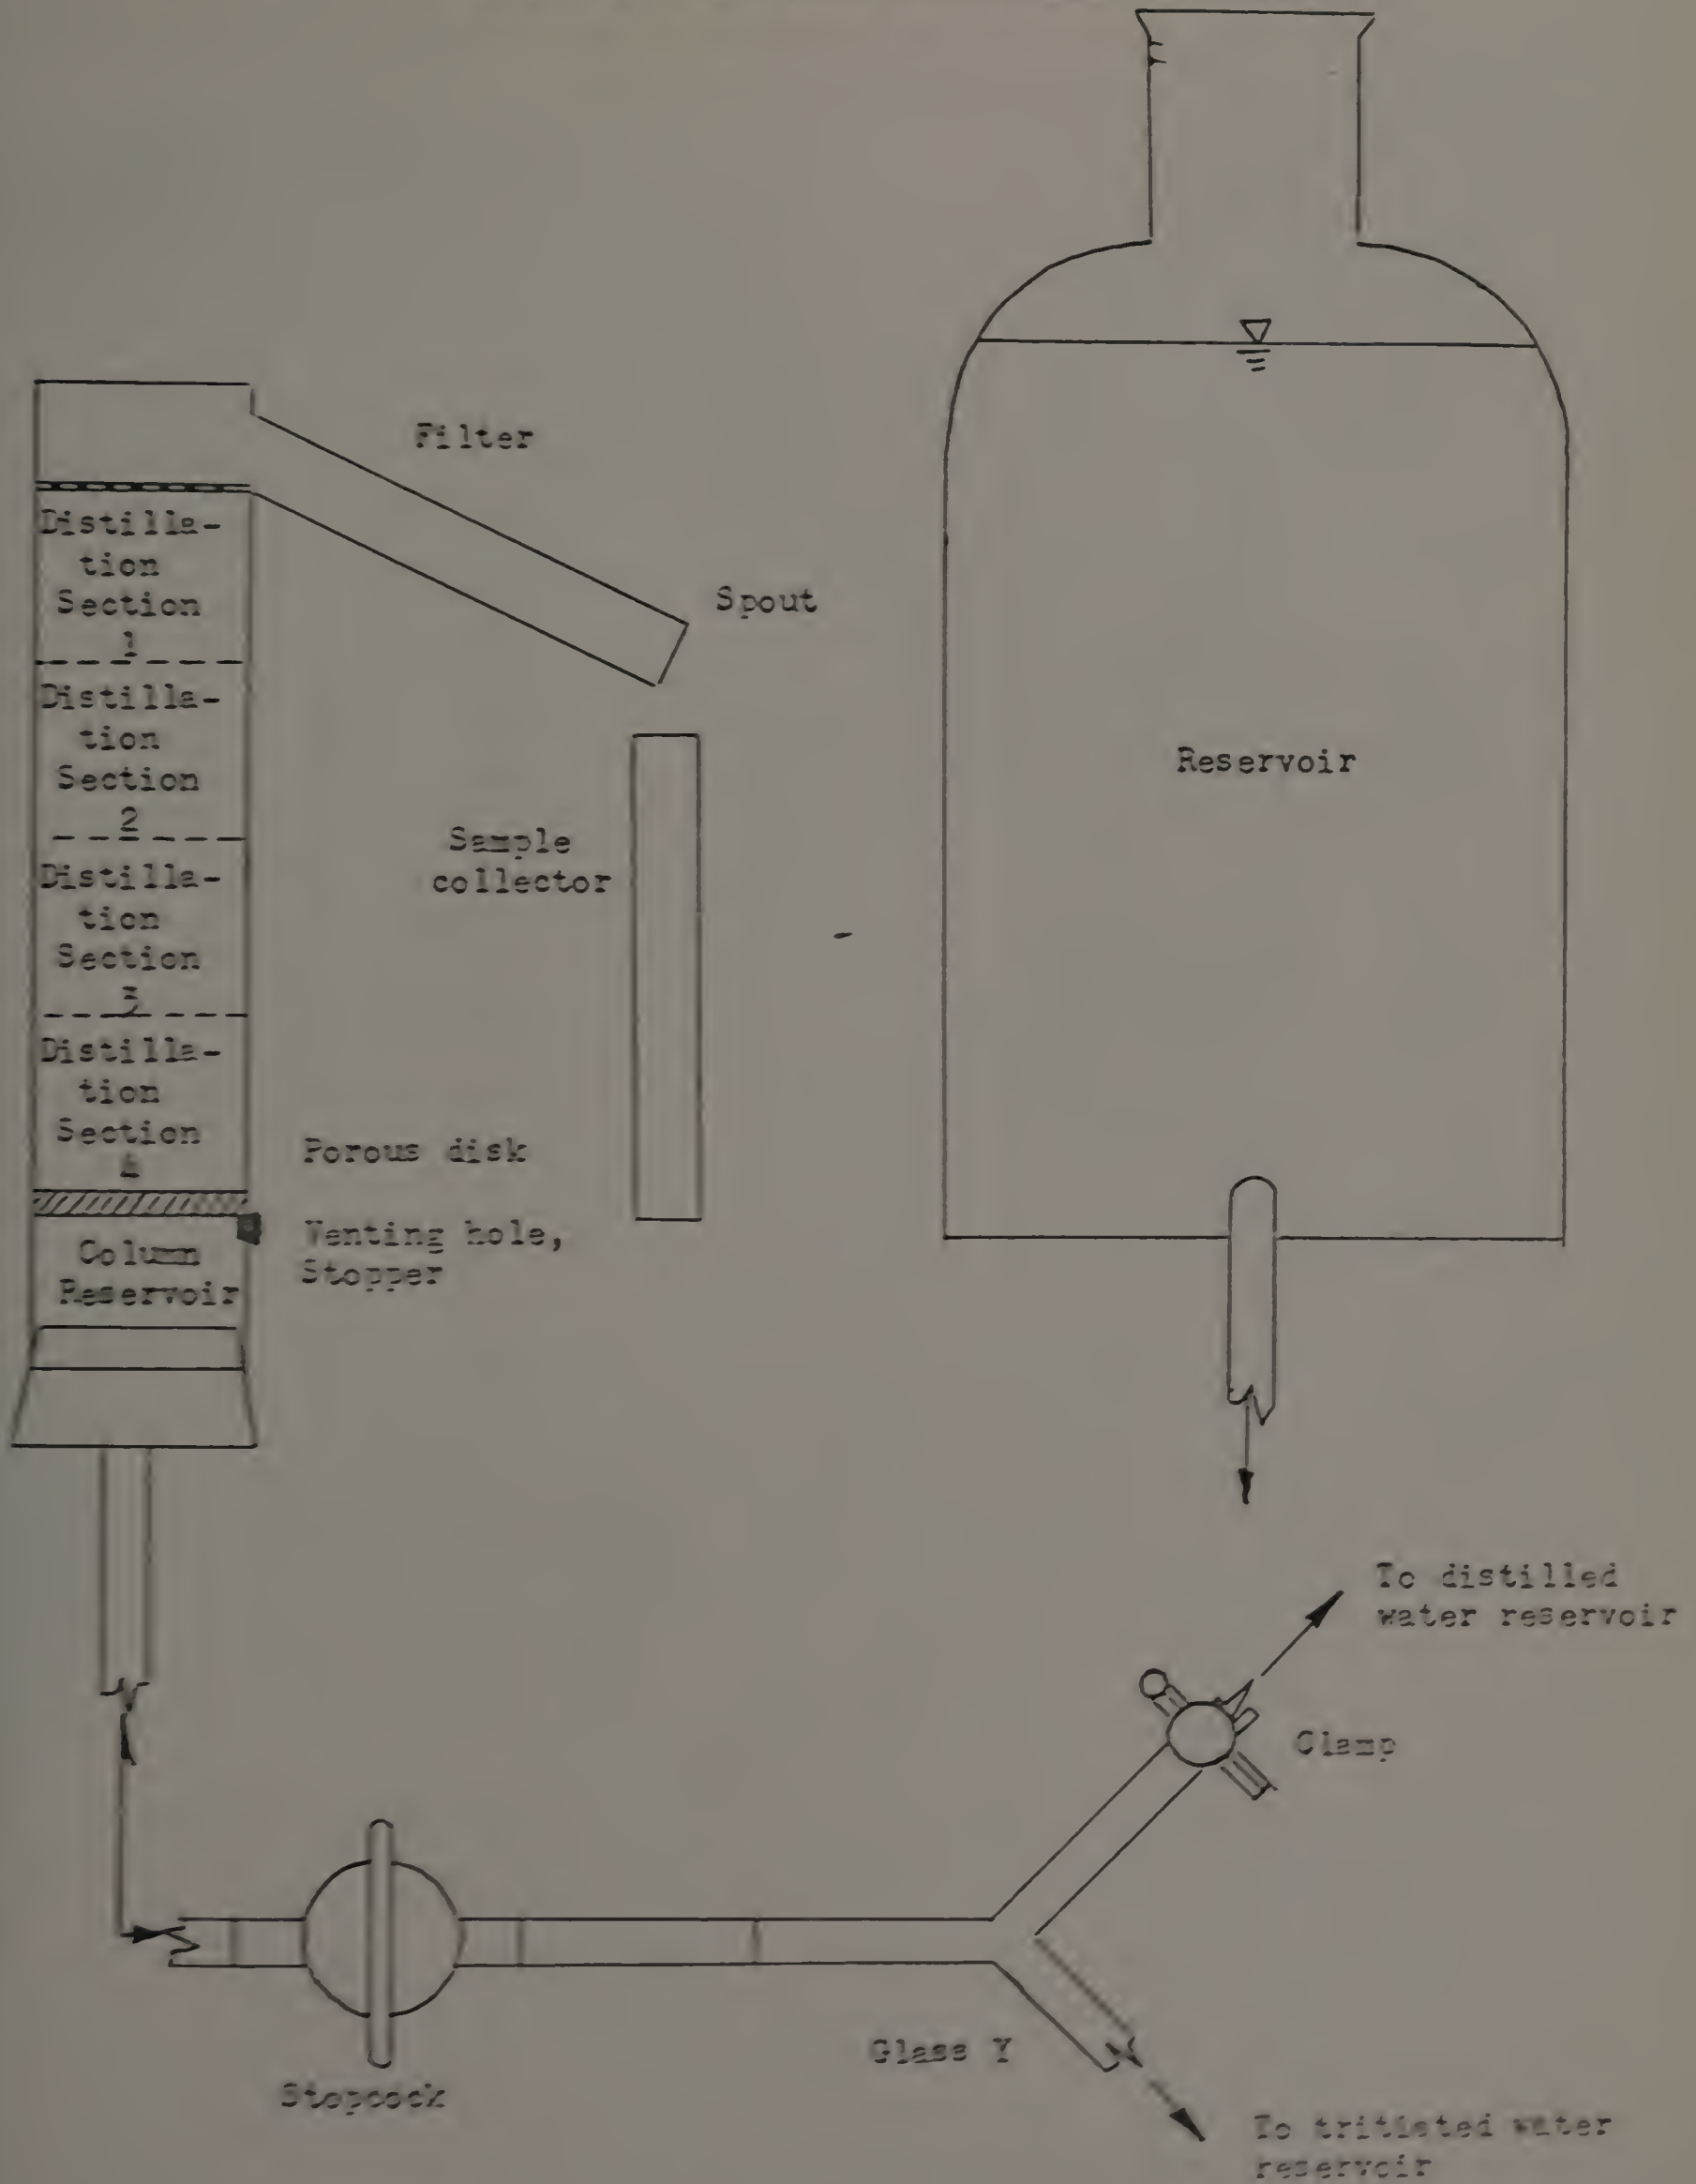 Filter
Distilla-
tion
Section
1
Spout
Distilla-
tion
Section
2
Reservoir
Sample
collector
Distilla-
tion
Section
3
Distilla-
tion
Section
4
Porous disk
Venting hole,
Stopper
Column
Reservoir
To distilled
water reservoir
Clamp
Glass Y
Stopcock
To tritiated water
reservoir